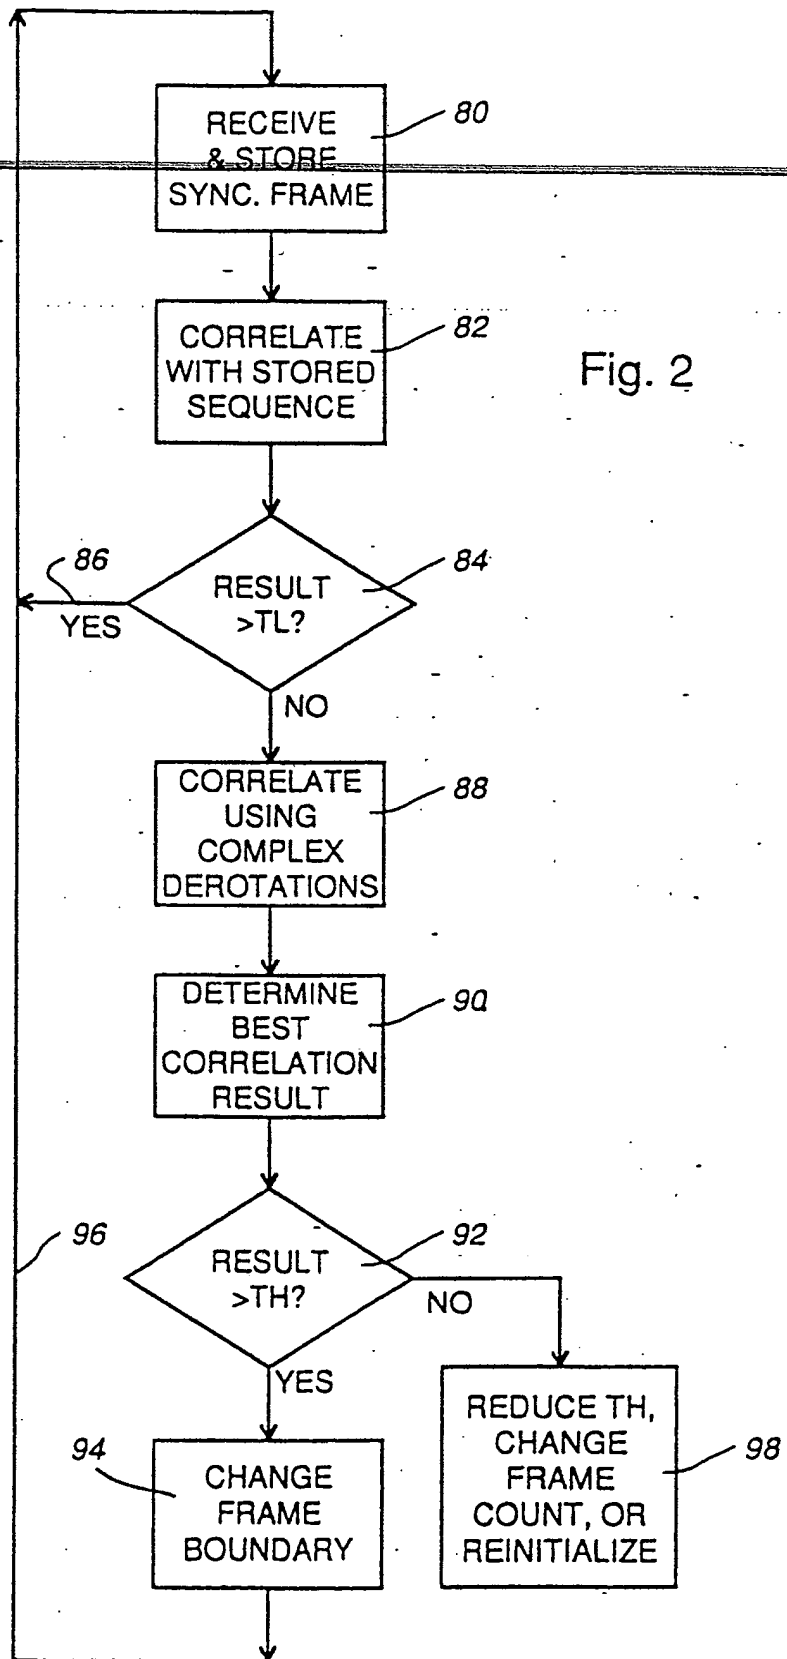 RECEIVE
& STORE
SYNC. FRAME
80
CORRELATE
WITH STORED
SEQUENCE
82
Fig. 2
RESULT
>TL?
84
86
YES
NO
CORRELATE
USING
COMPLEX
DEROTATIONS
88
DETERMINE
BEST
CORRELATION
RESULT
90
RESULT
>TH?
92
96
NO
YES
CHANGE
FRAME
BOUNDARY
94
REDUCE TH,
CHANGE
FRAME
COUNT, OR
REINITIALIZE
98